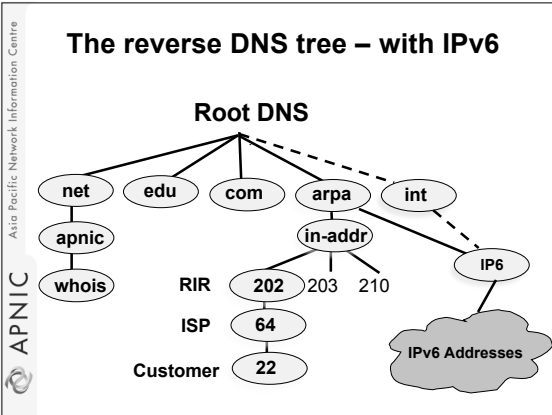 The reverse DNS tree – with IPv6
Root DNS
net edu com arpa int
apnic in-addr
IP6
whois RIR 202 203 210
ISP 64
IPv6 Addresses
Customer 22
Asia Pacific Network Information Centre
APNIC